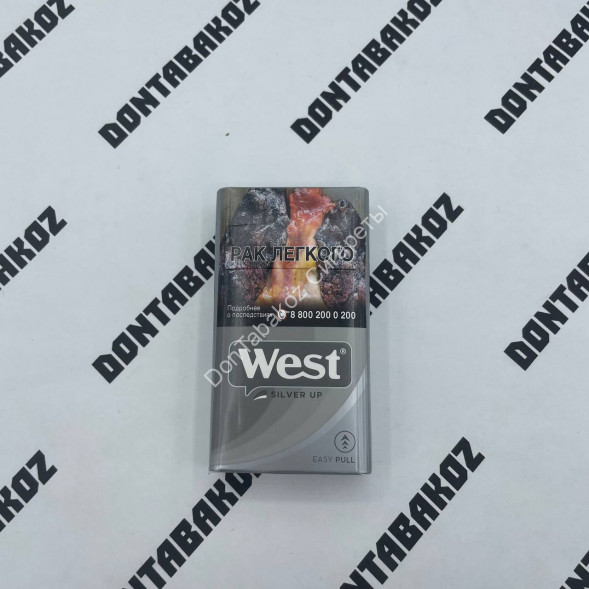 DONTABAKOZ
DONTABAKOZ
DONTABAKOZ
DONTABAKOZ
DONTABAKOZ
DONTABAKOZ
DONTABAKOZ
DONTABAKOZ
РАК ЛЕГКОГО
Подробнее
о последствиях 8 800 200 0 200
DonTabakoz Сигареты
West®
SILVER UP
EASY PULL